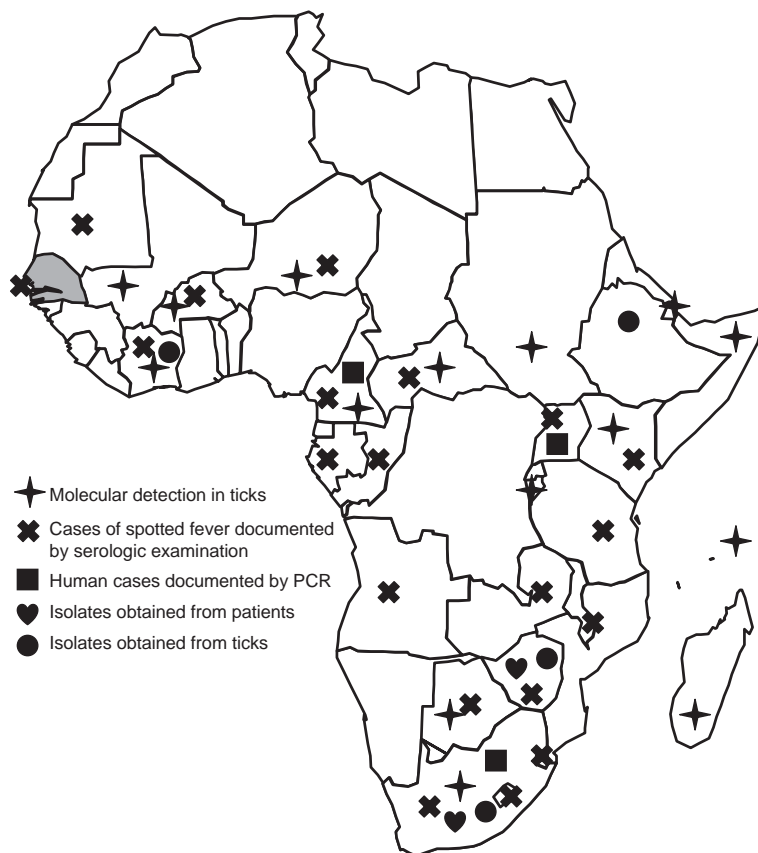 Molecular detection in ticks
Cases of spotted fever documented
by serologic examination
Human cases documented by PCR
Isolates obtained from patients
Isolates obtained from ticks